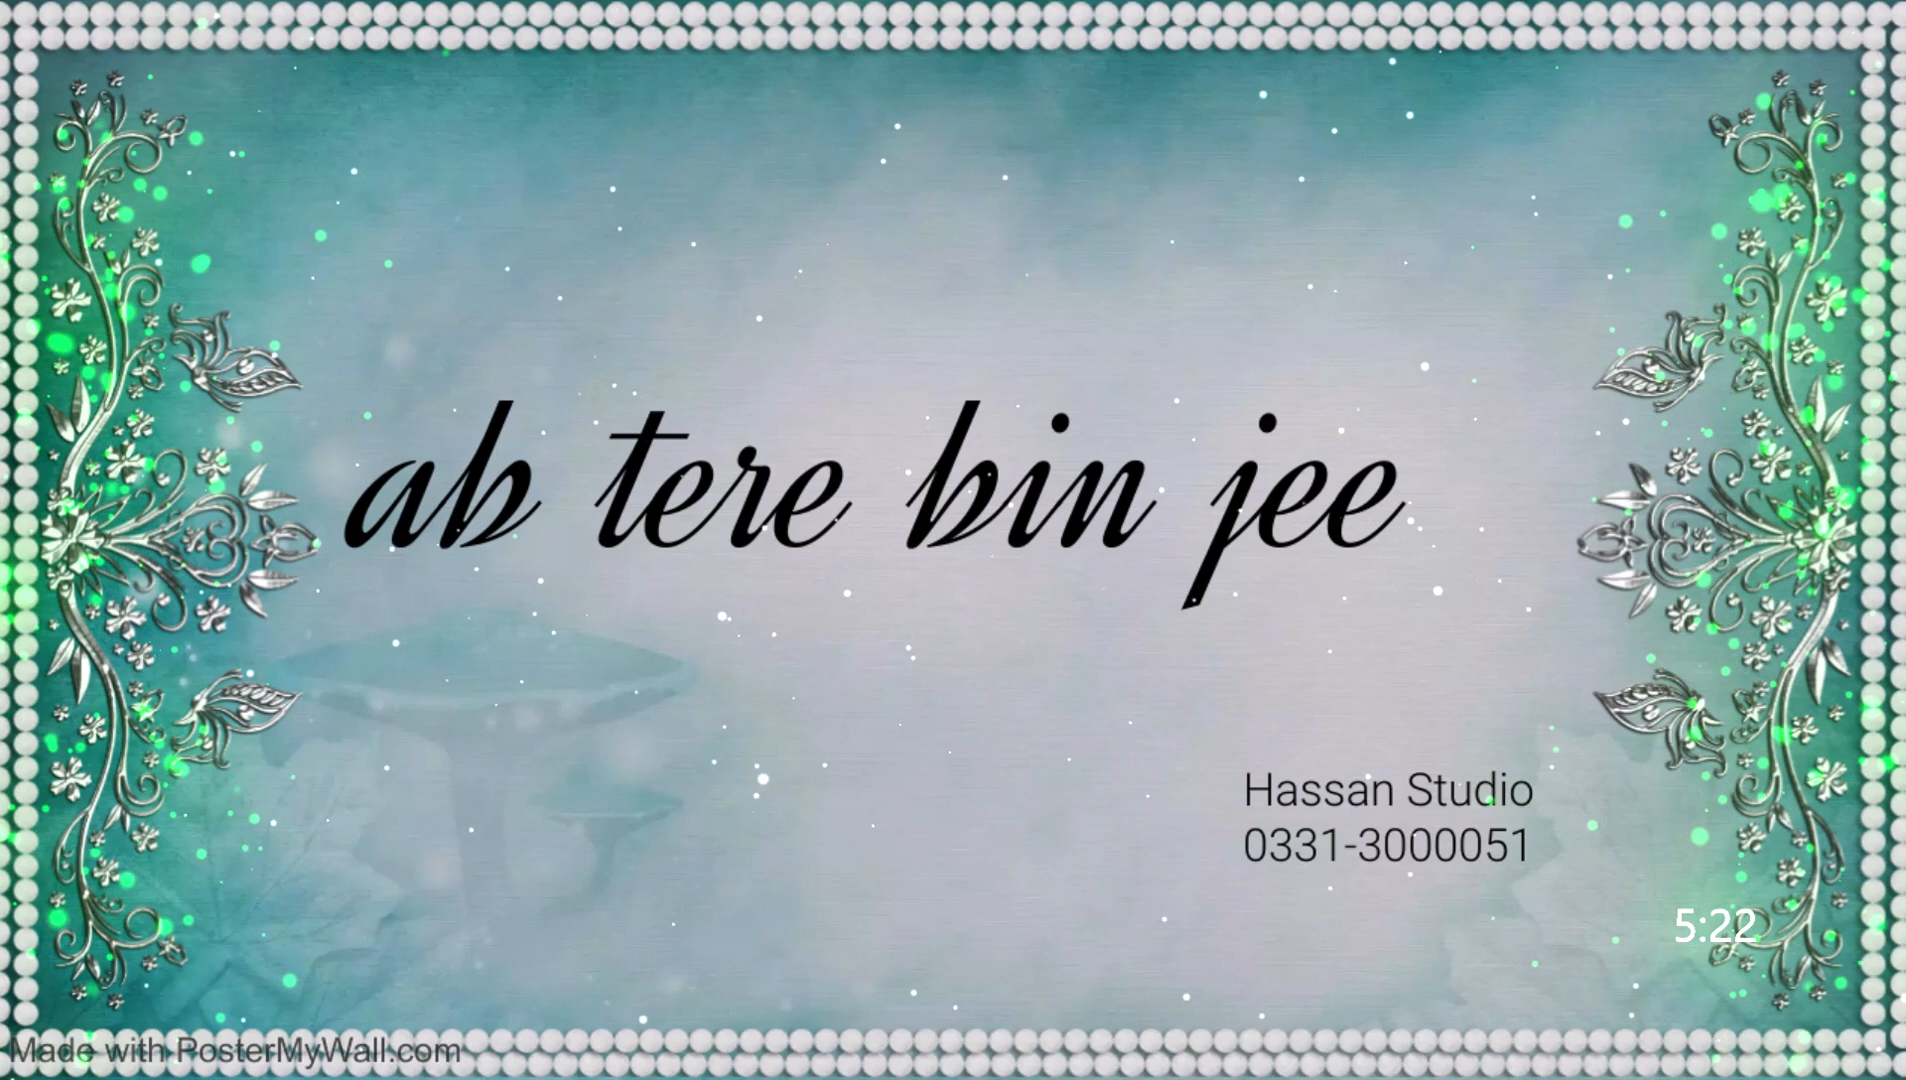 ab tere bin jee
Hassan Studio
0331-3000051
5:22
Made with PosterMyWall.com